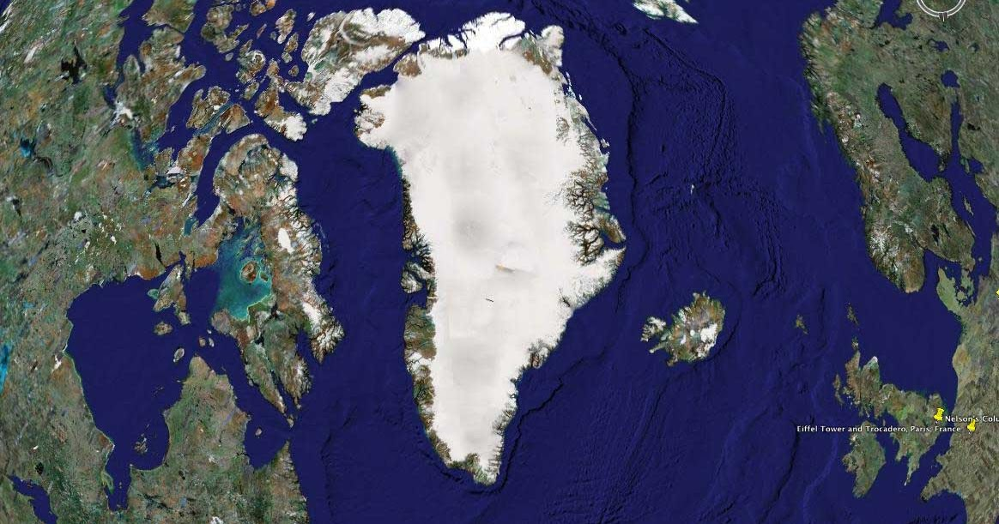 Nelson's Colu
Eiffel Tower and Trocadero, Paris, France